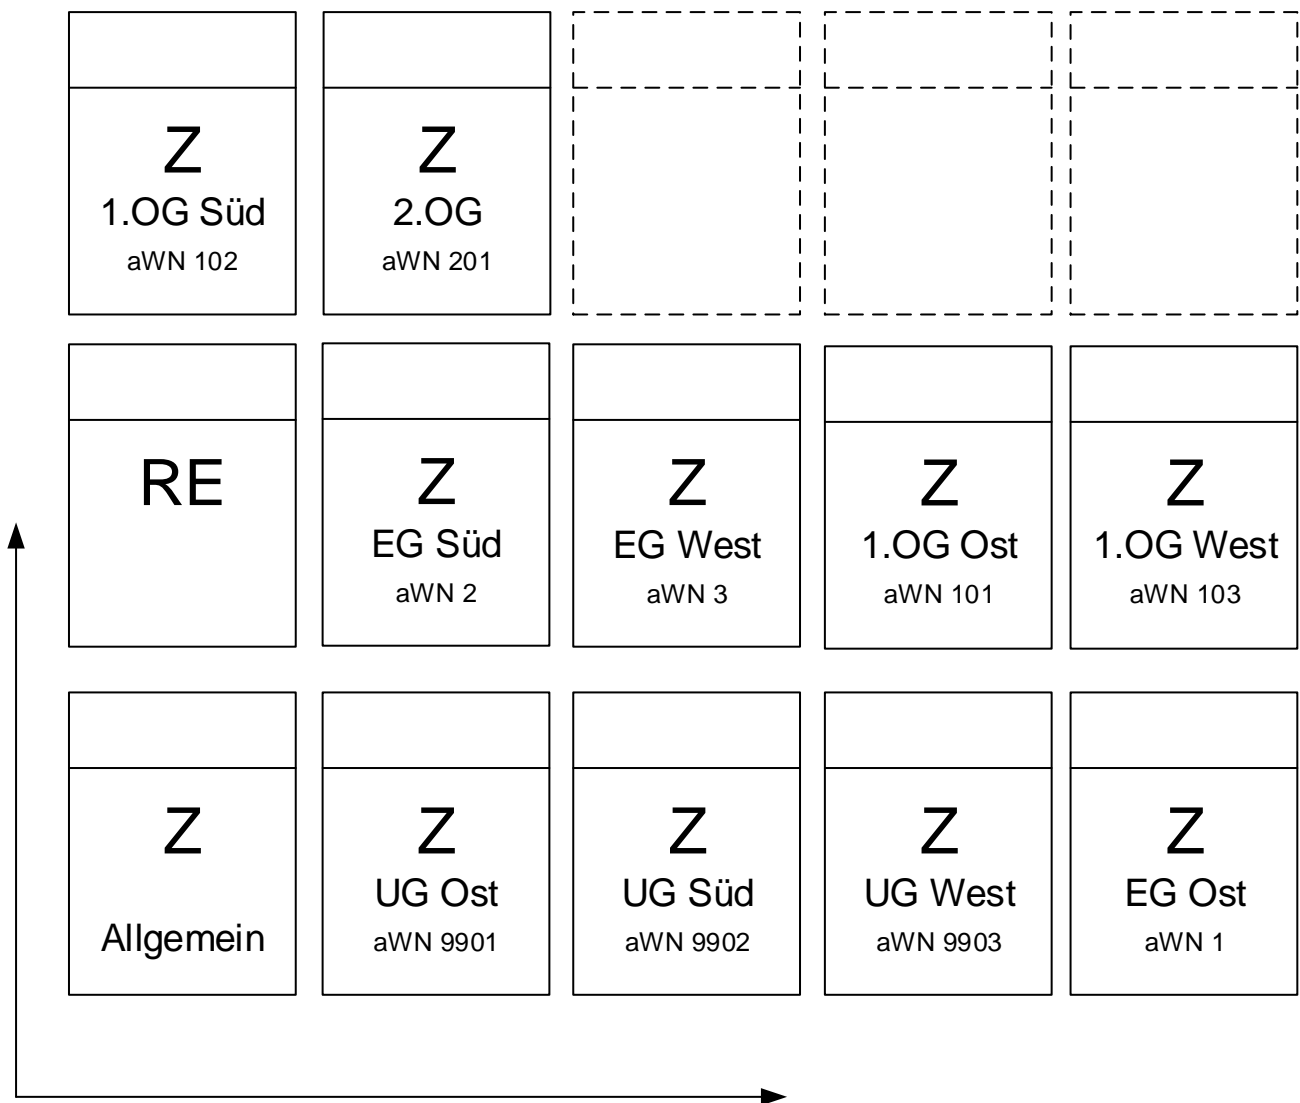 Z
1.OG Süd
aWN 102
Z
2.OG
aWN 201
RE
Z
EG Süd
aWN 2
Z
EG West
aWN 3
Z
1.OG Ost
aWN 101
Z
1.OG West
aWN 103
Z
Allgemein
Z
UG Ost
aWN 9901
Z
UG Süd
aWN 9902
Z
UG West
aWN 9903
Z
EG Ost
aWN 1